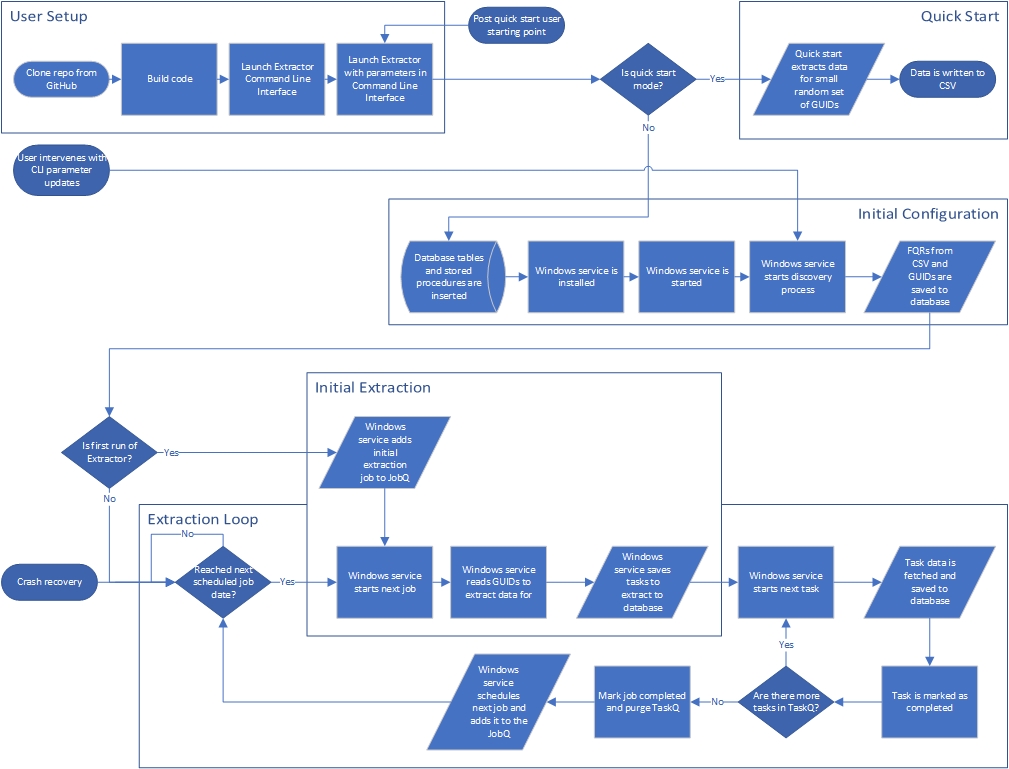 User Setup
Post quick start user
starting point
Quick Start
Clone repo from
GitHub
Build code
Launch Extractor
Command Line
Interface
Launch Extractor
with parameters in
Command Line
Interface
Is quick start
mode?
Yes
Quick start
extracts data
for small
random set
of GUIDs
Data is written to
CSV
No
User intervenes with
CLI parameter
updates
Initial Configuration
Database tables
and stored
procedures are
inserted
Windows service is
installed
Windows service is
started
Windows service
starts discovery
process
FQRs from
CSV and
GUIDs are
saved to
database
Initial Extraction
Is first run of
Extractor?
Yes
Windows
service adds
initial
extraction
job to JobQ
No
Extraction Loop
No
Crash recovery
Reached next
scheduled job
date?
Yes
Windows service
starts next job
Windows service
reads GUIDs to
extract data for
Windows
service saves
tasks to
extract to
database
Windows service
starts next task
Task data is
fetched and
saved to
database
Yes
Windows
service
schedules
next job and
adds it to the
JobQ
Mark job completed
and purge TaskQ
No
Are there more
tasks in TaskQ?
Task is marked as
completed